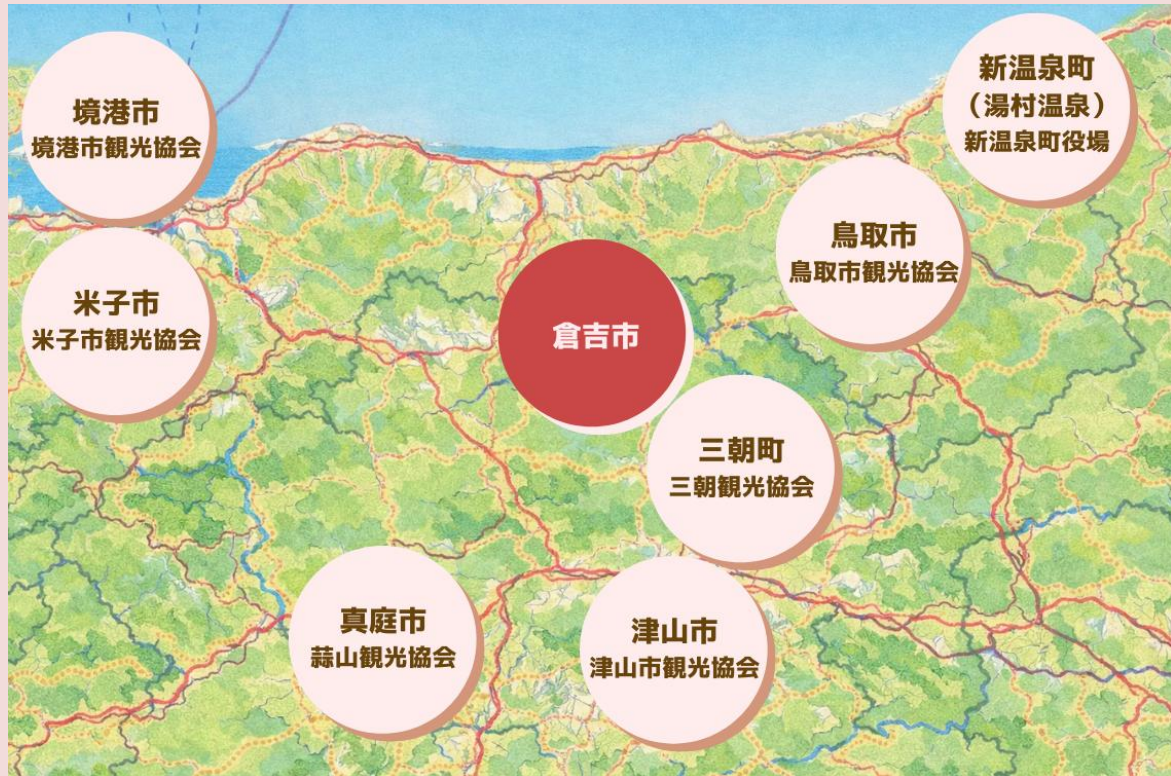 境港市
境港市観光協会
新温泉町
（湯村温泉）
新温泉町役場
鳥取市
鳥取市観光協会
米子市
米子市観光協会
倉吉市
三朝町
三朝観光協会
真庭市
蒜山観光協会
津山市
津山市観光協会